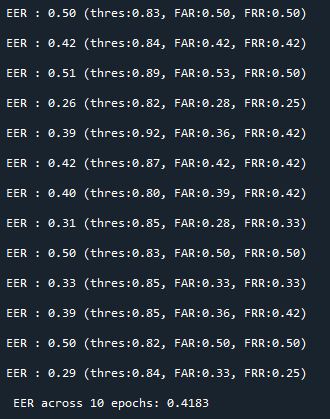 EER : 0.50 (thres:0.83, FAR:0.50, FRR:0.50)
EER : 0.42 (thres:0.84, FAR:0.42, FRR:0.42)
EER : 0.51 (thres:0.89, FAR:0.53, FRR:0.50)
EER : 0.26 (thres:0.82, FAR:0.28, FRR:0.25)
EER : 0.39 (thres:0.92, FAR:0.36, FRR:0.42)
EER : 0.42 (thres:0.87, FAR:0.42, FRR:0.42)
EER : 0.40 (thres:0.80, FAR:0.39, FRR:0.42)
EER : 0.31 (thres:0.85, FAR:0.28, FRR:0.33)
EER : 0.50 (thres:0.83, FAR:0.50, FRR:0.50)
EER : 0.33 (thres:0.85, FAR:0.33, FRR:0.33)
EER : 0.39 (thres:0.85, FAR:0.36, FRR:0.42)
EER : 0.50 (thres:0.82, FAR:0.50, FRR:0.50)
EER : 0.29 (thres:0.84, FAR:0.33, FRR:0.25)
EER across 10 epochs: 0.4183